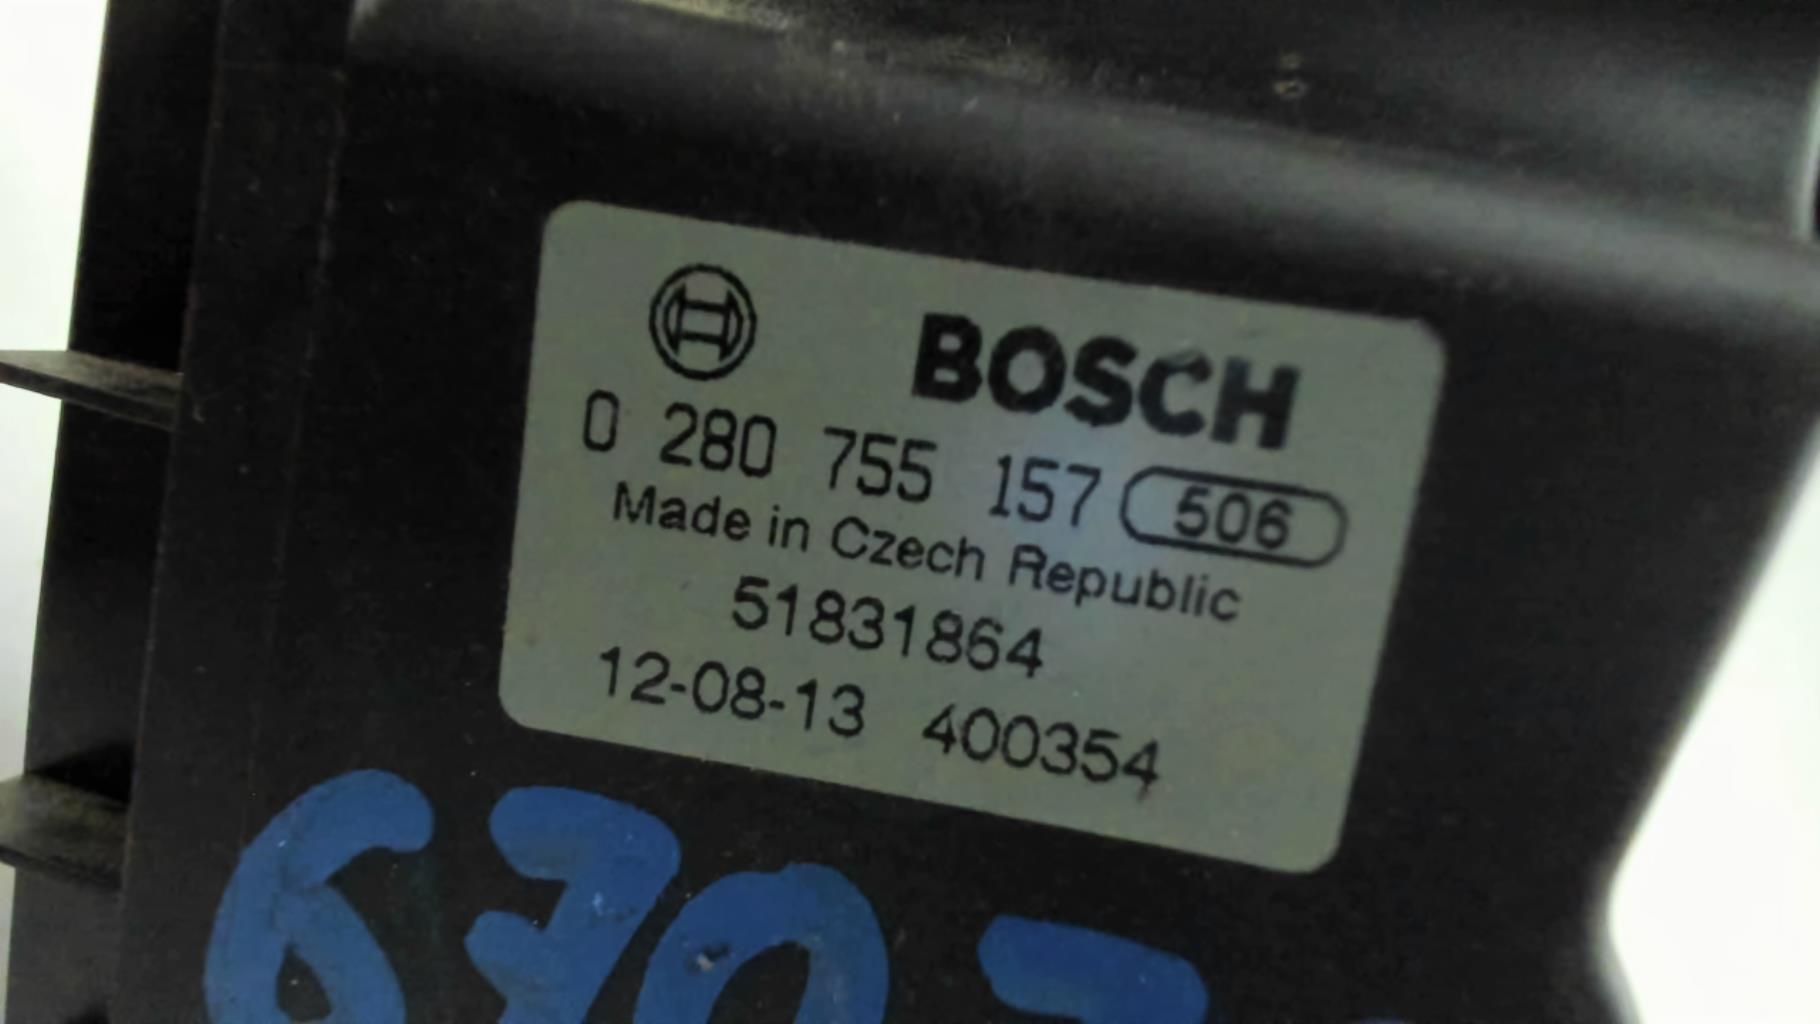 BOSCH
0 280 755 157 506
Made in Czech Republic
51831864
12-08-13 400354